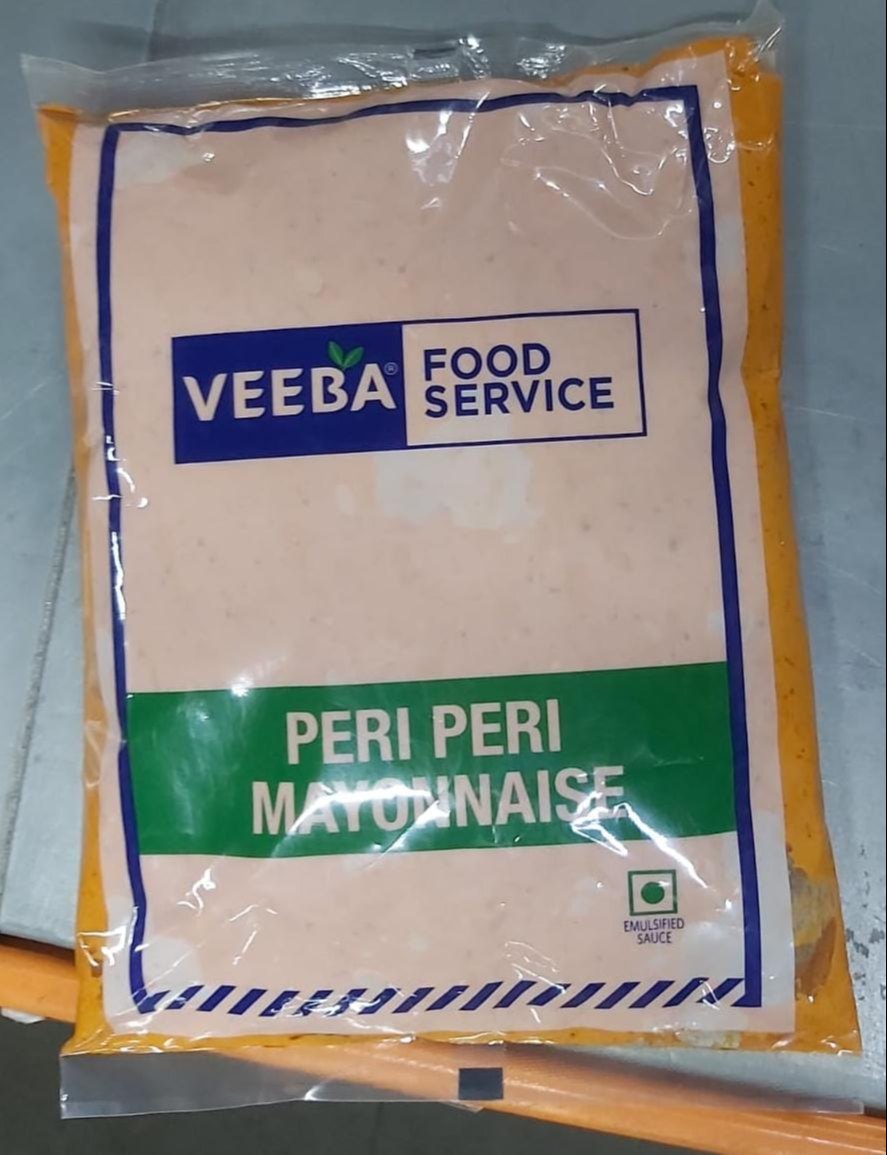 VEEBA®
FOOD
SERVICE
PERI PERI
MAYONNAISE
EMULSIFIED
SAUCE